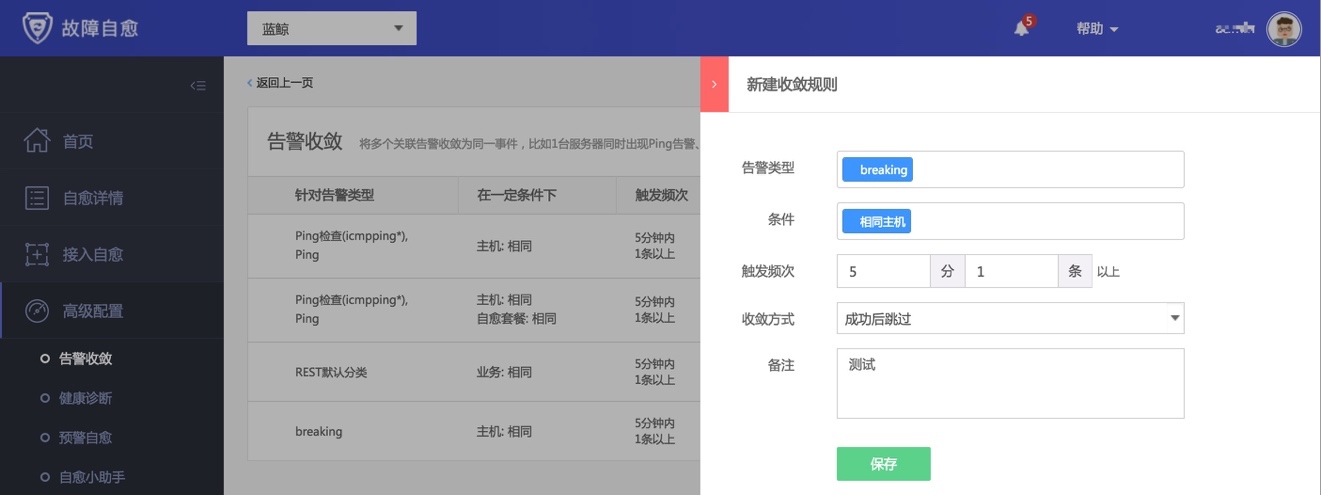 故障自愈
蓝鲸
5
帮助
首页
自愈详情
接入自愈
高级配置
告警收敛
健康诊断
预警自愈
自愈小助手
返回上一页
告警收敛 将多个关联告警收敛为同一事件，比如1台服务器同时出现Ping告警、
针对告警类型 在一定条件下 触发频次
Ping检查(icmpping*),
Ping
主机: 相同
5分钟内
1条以上
Ping检查(icmpping*),
Ping
主机: 相同
自愈套餐: 相同
5分钟内
1条以上
REST默认分类
业务: 相同
5分钟内
1条以上
breaking
主机: 相同
5分钟内
1条以上
新建收敛规则
告警类型 breaking
条件 相同主机
触发频次 5 分 1 条 以上
收敛方式 成功后跳过
备注 测试
保存